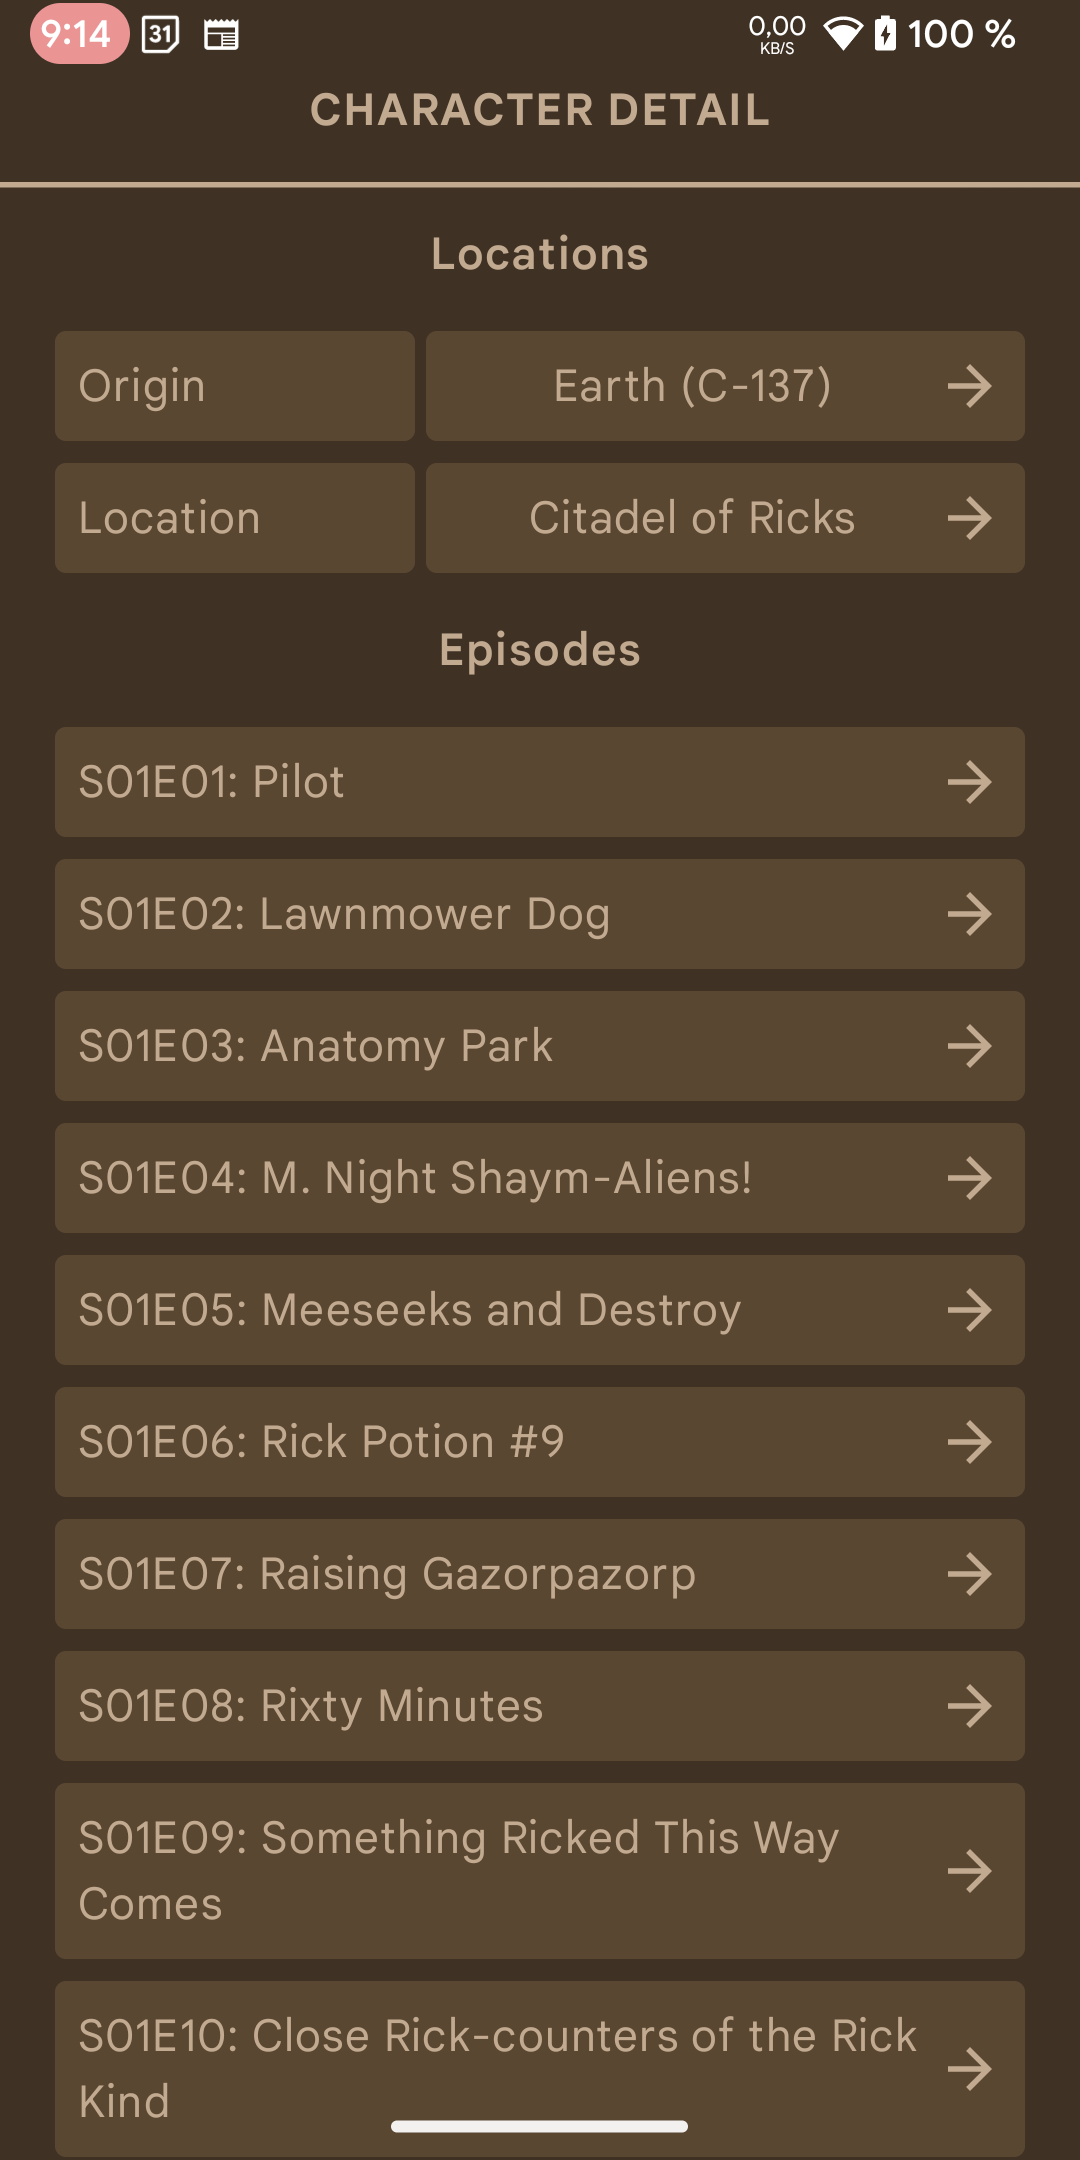 9:14 31 0,00 KB/S 100 %
CHARACTER DETAIL
Locations
Origin Earth (C-137)
Location Citadel of Ricks
Episodes
S01E01: Pilot
S01E02: Lawnmower Dog
S01E03: Anatomy Park
S01E04: M. Night Shaym-Aliens!
S01E05: Meeseeks and Destroy
S01E06: Rick Potion #9
S01E07: Raising Gazorpazorp
S01E08: Rixty Minutes
S01E09: Something Ricked This Way
Comes
S01E10: Close Rick-counters of the Rick
Kind